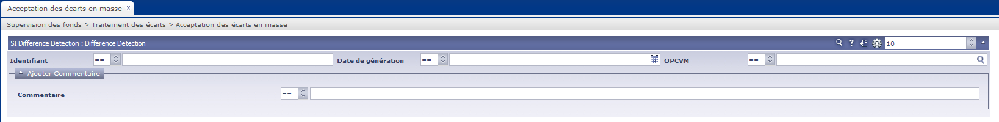 Acceptation des écarts en masse ×
Supervision des fonds > Traitement des écarts > Acceptation des écarts en masse
SI Difference Detection : Difference Detection ? 10
Identifiant == Date de génération == OPCVM ==
Ajouter Commentaire
Commentaire ==